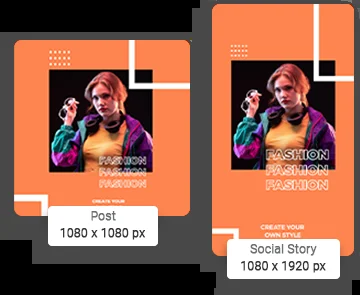 FASHION
FASHION
FASHION
CREATE YOUR
Post
1080 x 1080 px
FASHION
FASHION
FASHION
CREATE YOUR
OWN STYLE
Social Story
1080 x 1920 px